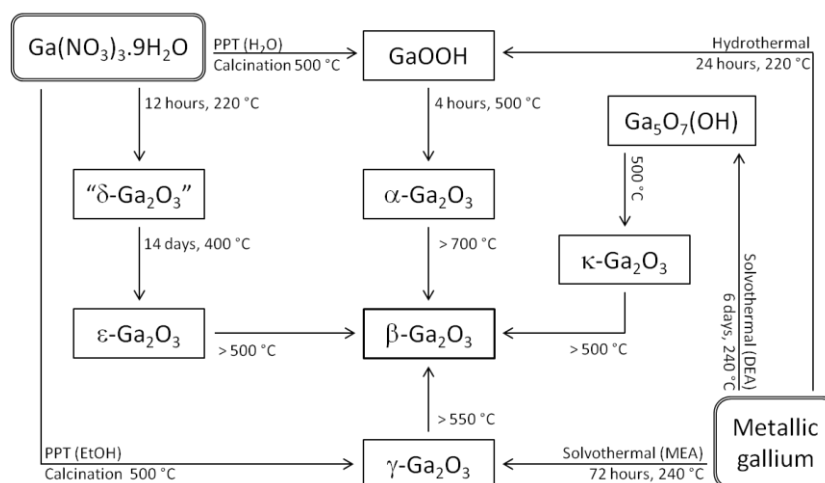 Ga(NO₃)₃.9H₂O
PPT (H₂O)
Calcination 500 °C
GaOOH
Hydrothermal
24 hours, 220 °C
12 hours, 220 °C
4 hours, 500 °C
Ga₅O₇(OH)
“δ-Ga₂O₃”
α-Ga₂O₃
500 °C
14 days, 400 °C
> 700 °C
κ-Ga₂O₃
Solvothermal (DEA)
6 days, 240 °C
ε-Ga₂O₃
> 500 °C
β-Ga₂O₃
> 500 °C
> 550 °C
PPT (EtOH)
Calcination 500 °C
γ-Ga₂O₃
Solvothermal (MEA)
72 hours, 240 °C
Metallic
gallium